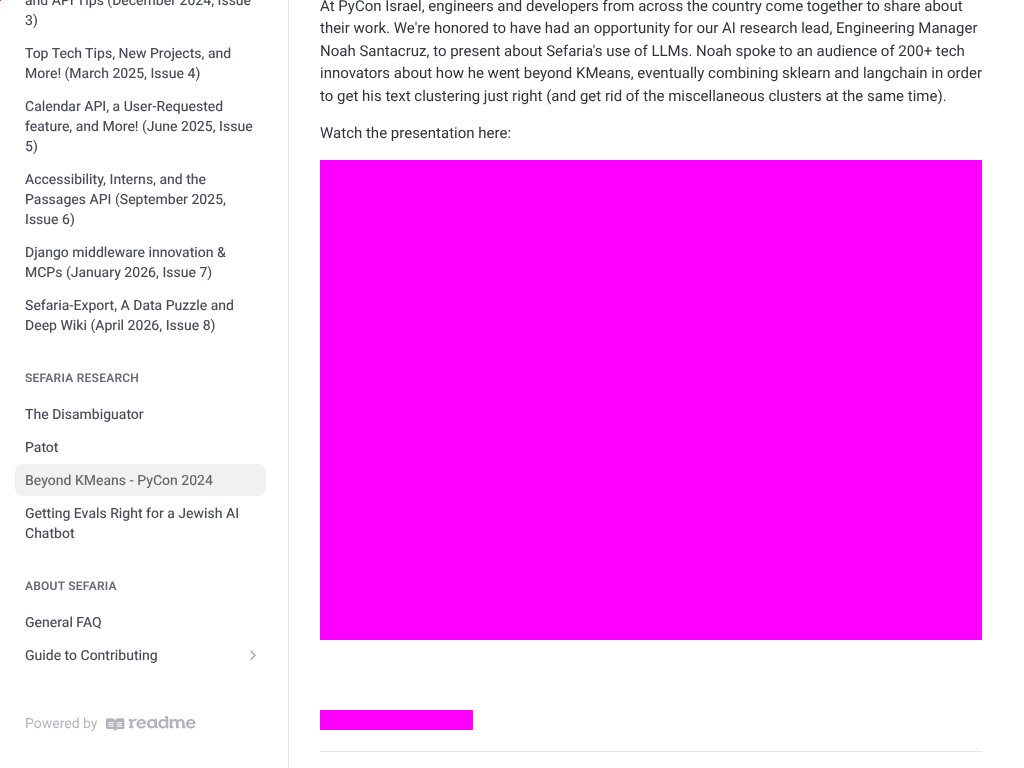 and API Tips (December 2024, Issue
3)
Top Tech Tips, New Projects, and
More! (March 2025, Issue 4)
Calendar API, a User-Requested
feature, and More! (June 2025, Issue
5)
Accessibility, Interns, and the
Passages API (September 2025,
Issue 6)
Django middleware innovation &
MCPs (January 2026, Issue 7)
Sefaria-Export, A Data Puzzle and
Deep Wiki (April 2026, Issue 8)
SEFARIA RESEARCH
The Disambiguator
Patot
Beyond KMeans - PyCon 2024
Getting Evals Right for a Jewish AI
Chatbot
ABOUT SEFARIA
General FAQ
Guide to Contributing
Powered by readme
At PyCon Israel, engineers and developers from across the country come together to share about
their work. We're honored to have had an opportunity for our AI research lead, Engineering Manager
Noah Santacruz, to present about Sefaria's use of LLMs. Noah spoke to an audience of 200+ tech
innovators about how he went beyond KMeans, eventually combining sklearn and langchain in order
to get his text clustering just right (and get rid of the miscellaneous clusters at the same time).
Watch the presentation here: